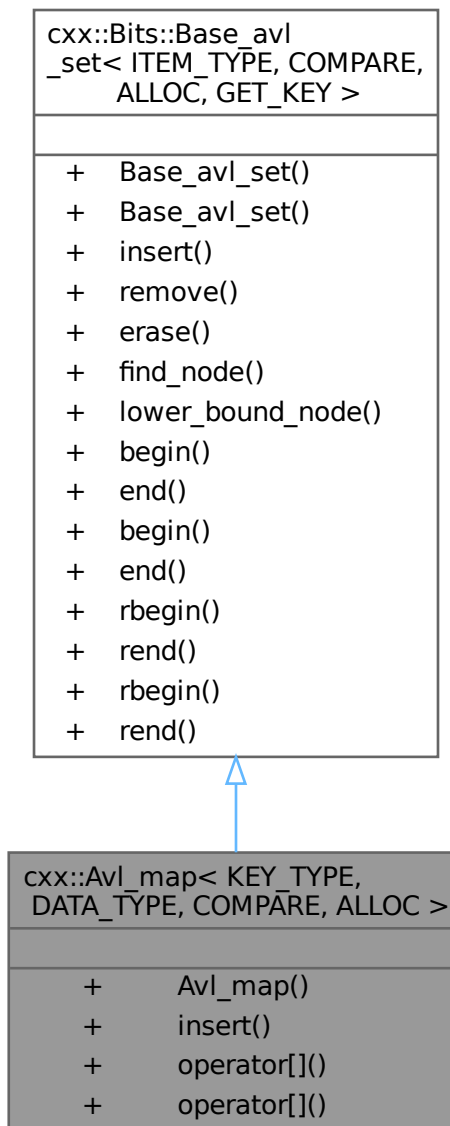 cxx::Bits::Base_avl
_set< ITEM_TYPE, COMPARE,
ALLOC, GET_KEY >
+ Base_avl_set()
+ Base_avl_set()
+ insert()
+ remove()
+ erase()
+ find_node()
+ lower_bound_node()
+ begin()
+ end()
+ begin()
+ end()
+ rbegin()
+ rend()
+ rbegin()
+ rend()
cxx::Avl_map< KEY_TYPE,
DATA_TYPE, COMPARE, ALLOC >
+ Avl_map()
+ insert()
+ operator[]()
+ operator[]()